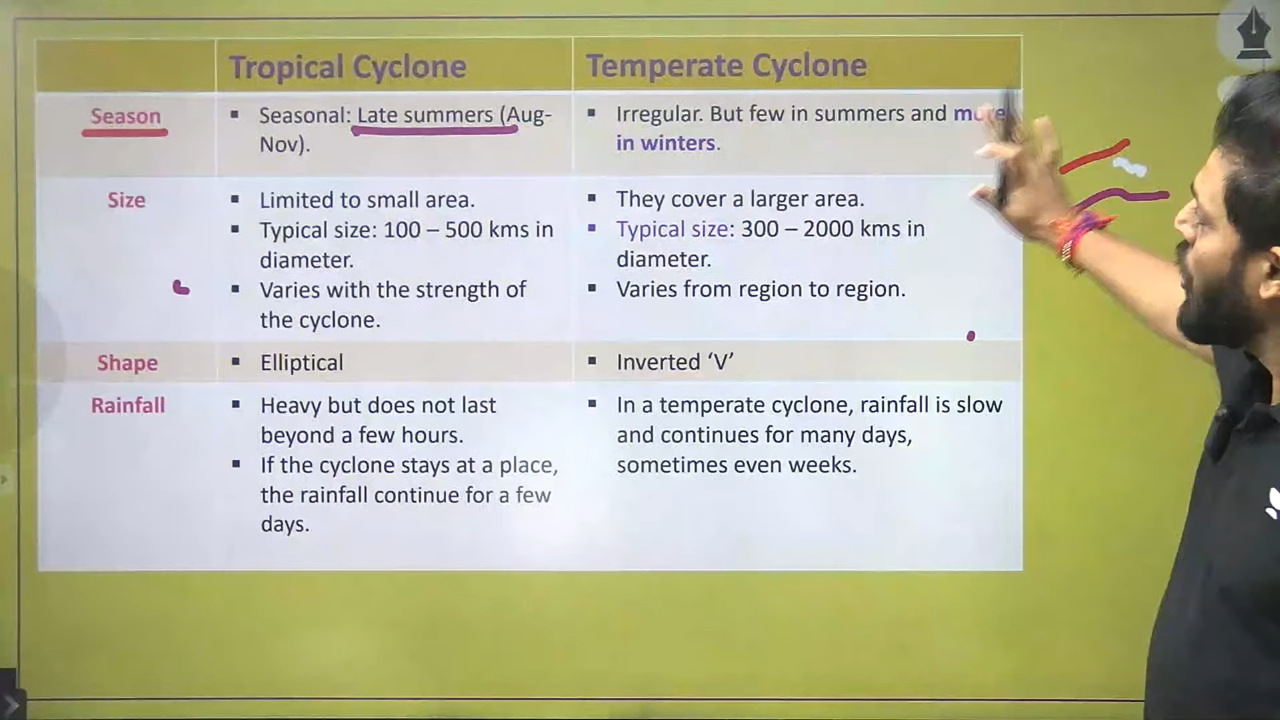 Tropical Cyclone
Temperate Cyclone
Season
▪ Seasonal: Late summers (Aug-
Nov).
▪ Irregular. But few in summers and more
in winters.
Size
▪ Limited to small area.
▪ Typical size: 100 – 500 kms in
diameter.
▪ Varies with the strength of
the cyclone.
▪ They cover a larger area.
▪ Typical size: 300 – 2000 kms in
diameter.
▪ Varies from region to region.
Shape
▪ Elliptical
▪ Inverted ‘V’
Rainfall
▪ Heavy but does not last
beyond a few hours.
▪ If the cyclone stays at a place,
the rainfall continue for a few
days.
▪ In a temperate cyclone, rainfall is slow
and continues for many days,
sometimes even weeks.